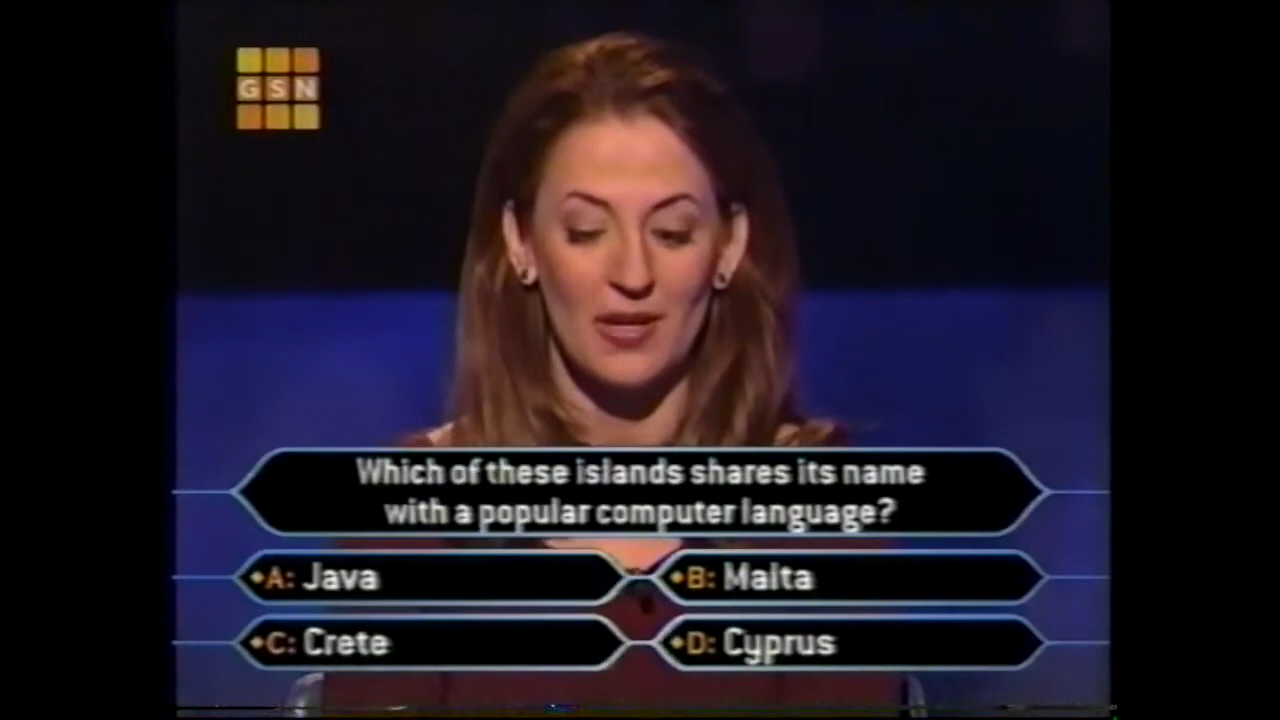 GSN
Which of these islands shares its name
with a popular computer language?
A: Java
B: Malta
C: Crete
D: Cyprus